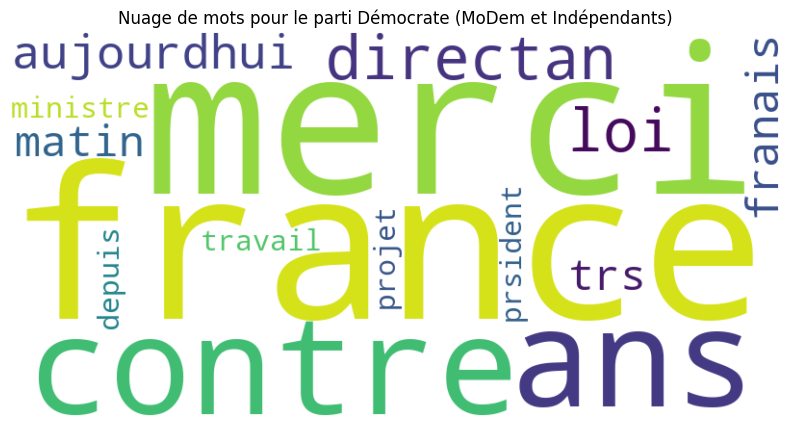 Nuage de mots pour le parti Démocrate (MoDem et Indépendants)
aujourdhui
directan
merci
ministre
matin
loi
franais
france
depuis
travail
projet
prsident
trs
contre
ans